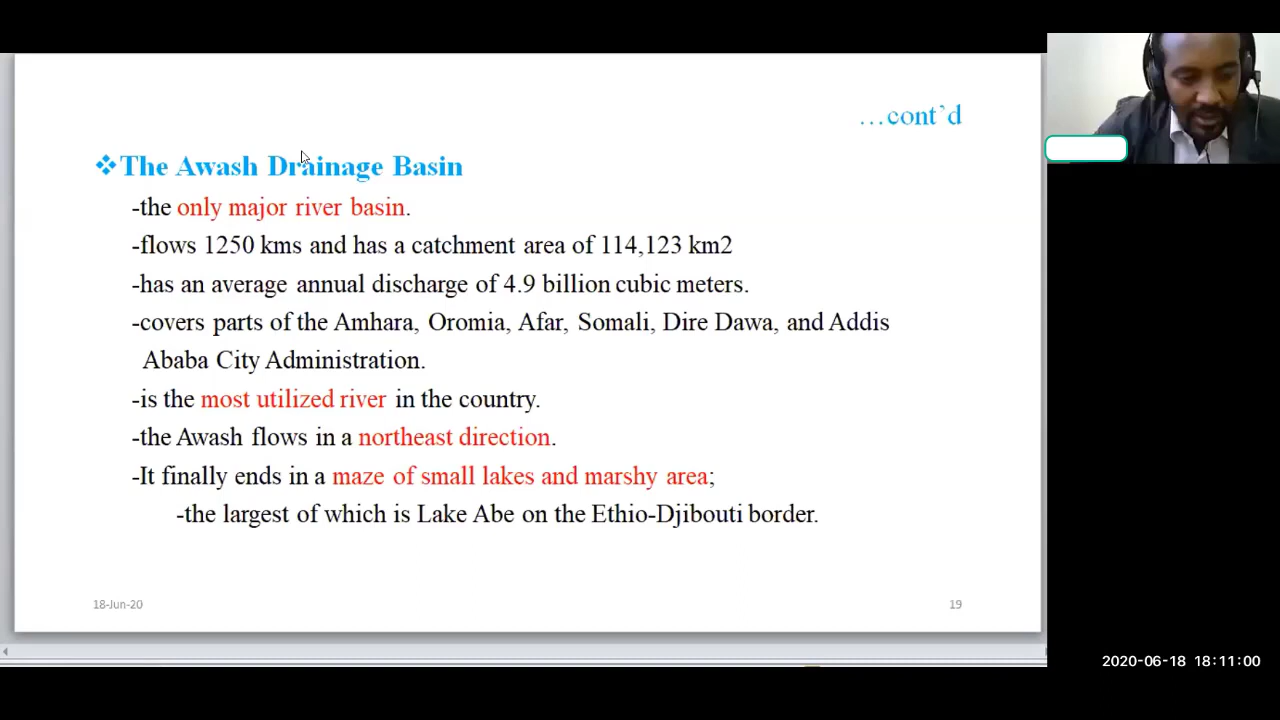 …cont’d
❖The Awash Drainage Basin
-the only major river basin.
-flows 1250 kms and has a catchment area of 114,123 km2
-has an average annual discharge of 4.9 billion cubic meters.
-covers parts of the Amhara, Oromia, Afar, Somali, Dire Dawa, and Addis
Ababa City Administration.
-is the most utilized river in the country.
-the Awash flows in a northeast direction.
-It finally ends in a maze of small lakes and marshy area;
-the largest of which is Lake Abe on the Ethio-Djibouti border.
18-Jun-20
19
2020-06-18 18:11:00